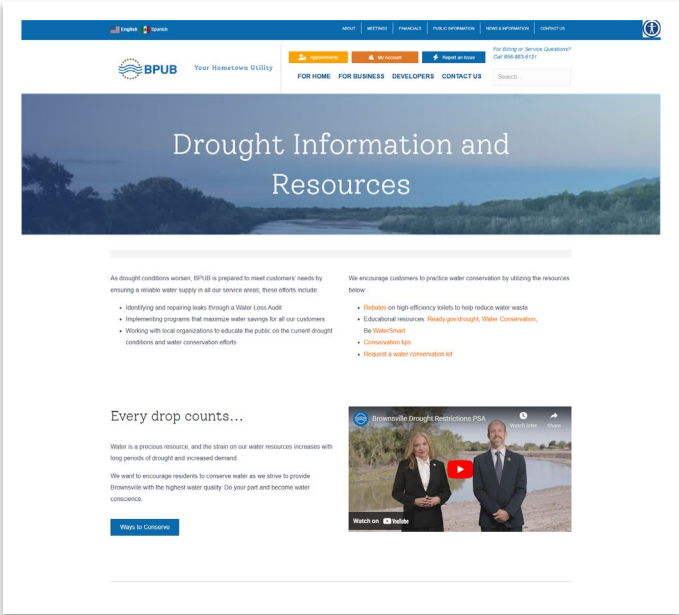 English Spanish
ABOUT MEETINGS FINANCIALS PUBLIC INFORMATION NEWS & INFORMATION CONTACT US
For Billing or Service Questions?
Call 956-983-6121
Appointments My Account Report an Issue
BPUB Your Hometown Utility
FOR HOME FOR BUSINESS DEVELOPERS CONTACT US
Search...
Drought Information and
Resources
As drought conditions worsen, BPUB is prepared to meet customers' needs by
ensuring a reliable water supply in all our service areas; these efforts include:
• Identifying and repairing leaks through a Water Loss Audit
• Implementing programs that maximize water savings for all our customers
• Working with local organizations to educate the public on the current drought
conditions and water conservation efforts
We encourage customers to practice water conservation by utilizing the resources
below:
• Rebates on high-efficiency toilets to help reduce water waste
• Educational resources: Ready.gov/drought, Water Conservation,
Be WaterSmart
• Conservation tips
• Request a water conservation kit
Every drop counts...
Water is a precious resource, and the strain on our water resources increases with
long periods of drought and increased demand.
We want to encourage residents to conserve water as we strive to provide
Brownsville with the highest water quality. Do your part and become water
conscience.
Ways to Conserve
Brownsville Drought Restrictions PSA
Watch later Share
Watch on YouTube